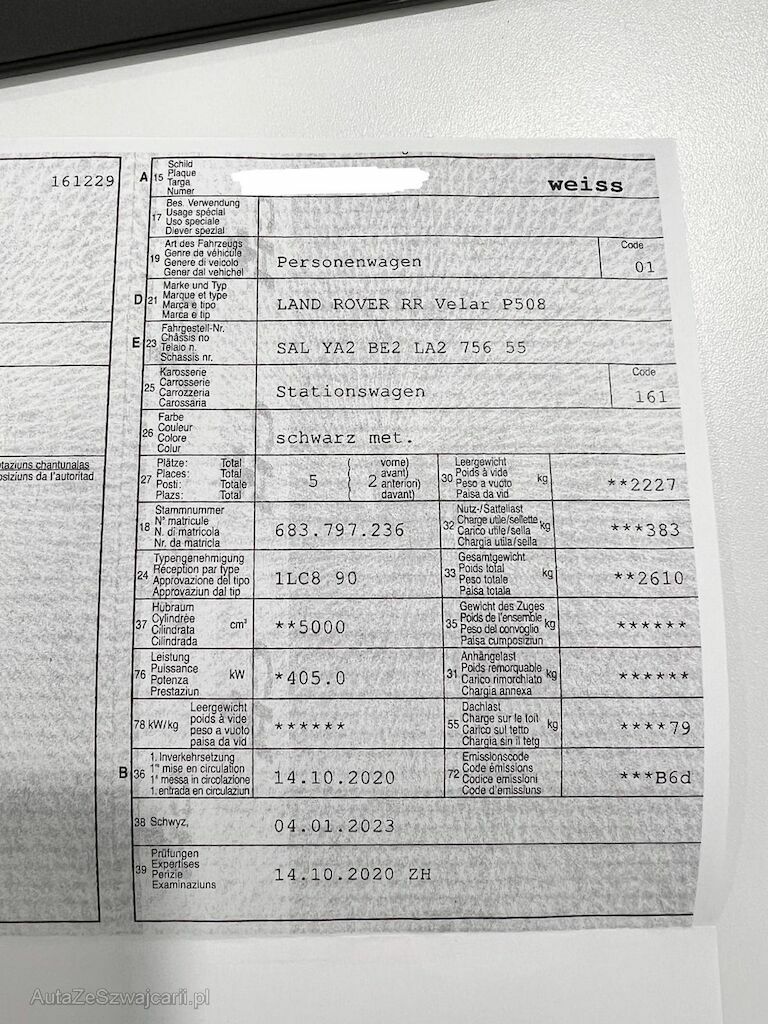 161229
A 15 Schild
Plaque
Targa
Numer
weiss
17 Bes. Verwendung
Usage spécial
Uso speciale
Diever spezial
19 Art des Fahrzeugs
Genre de véhicule
Genere di veicolo
Gener dal vehichel
Personenwagen
Code
01
D 21 Marke und Typ
Marque et type
Marca e tipo
Marca e tip
LAND ROVER RR Velar P508
E 23 Fahrgestell-Nr.
Châssis no
Telaio n.
Schassis nr.
SAL YA2 BE2 LA2 756 55
25 Karosserie
Carrosserie
Carrozzeria
Carossaria
Stationswagen
Code
161
26 Farbe
Couleur
Colore
Colur
schwarz met.
taziuns chantunalas
osiziuns da l'autoritad
27 Plätze: Total
Places: Total
Posti: Totale
Plazs: Total
5
( vorne)
( avant)
( 2 anteriori)
( davant)
30 Leergewicht
Poids à vide
Peso a vuoto
Paisa da vid
kg
**2227
18 Stammnummer
N° matricule
N. di matricola
Nr. da matricla
683.797.236
32 Nutz-/Sattellast
Charge utile/sellette
Carico utile/sella
Chargia utila/sella
kg
***383
24 Typengenehmigung
Réception par type
Approvazione del tipo
Approvaziun dal tip
1LC8 90
33 Gesamtgewicht
Poids total
Peso totale
Paisa totala
kg
**2610
37 Hubraum
Cylindrée
Cilindrata
Cilindrada
cm³
**5000
35 Gewicht des Zuges
Poids de l'ensemble
Peso del convoglio
Paisa cumposiziun
kg
******
76 Leistung
Puissance
Potenza
Prestaziun
kW
*405.0
31 Anhängelast
Poids remorquable
Carico rimorchiato
Chargia annexa
kg
******
78 kW/kg
Leergewicht
poids à vide
peso a vuoto
paisa da vid
******
55 Dachlast
Charge sur le toit
Carico sul tetto
Chargia sin il tetg
kg
****79
B 36 1. Inverkehrsetzung
1re mise en circulation
1a messa in circolazione
1. entrada en circulaziun
14.10.2020
72 Emissionscode
Code émissions
Codice emissioni
Code d'emissiuns
***B6d
38 Schwyz,
04.01.2023
39 Prüfungen
Expertises
Perizie
Examinaziuns
14.10.2020 ZH
AutaZeSzwajcarii.pl